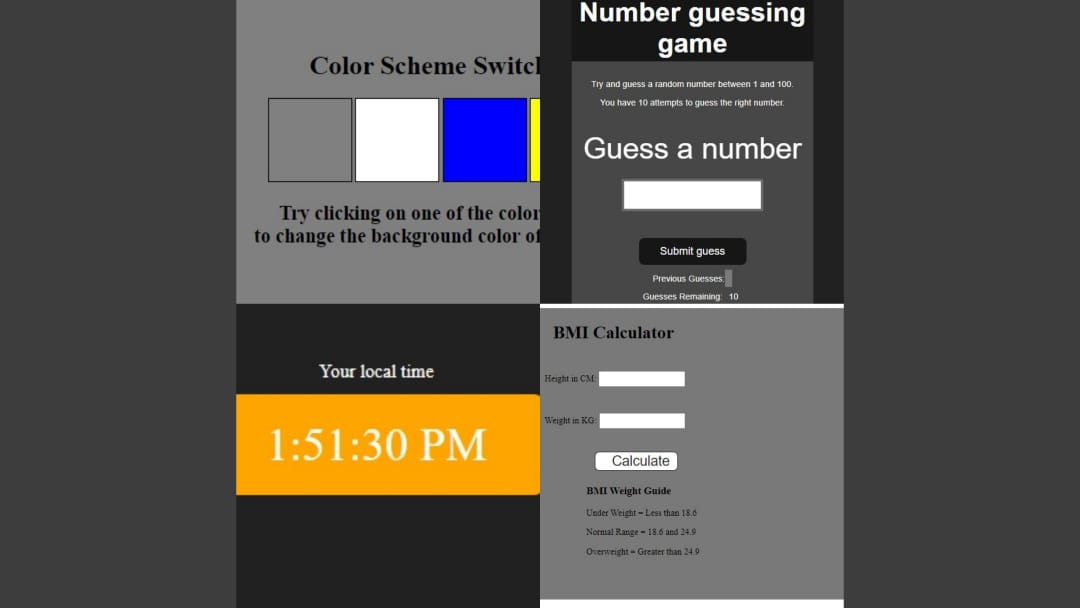 Color Scheme Switch
Try clicking on one of the color
to change the background color of
Number guessing
game
Try and guess a random number between 1 and 100.
You have 10 attempts to guess the right number.
Guess a number
Submit guess
Previous Guesses:
Guesses Remaining: 10
Your local time
1:51:30 PM
BMI Calculator
Height in CM:
Weight in KG:
Calculate
BMI Weight Guide
Under Weight = Less than 18.6
Normal Range = 18.6 and 24.9
Overweight = Greater than 24.9